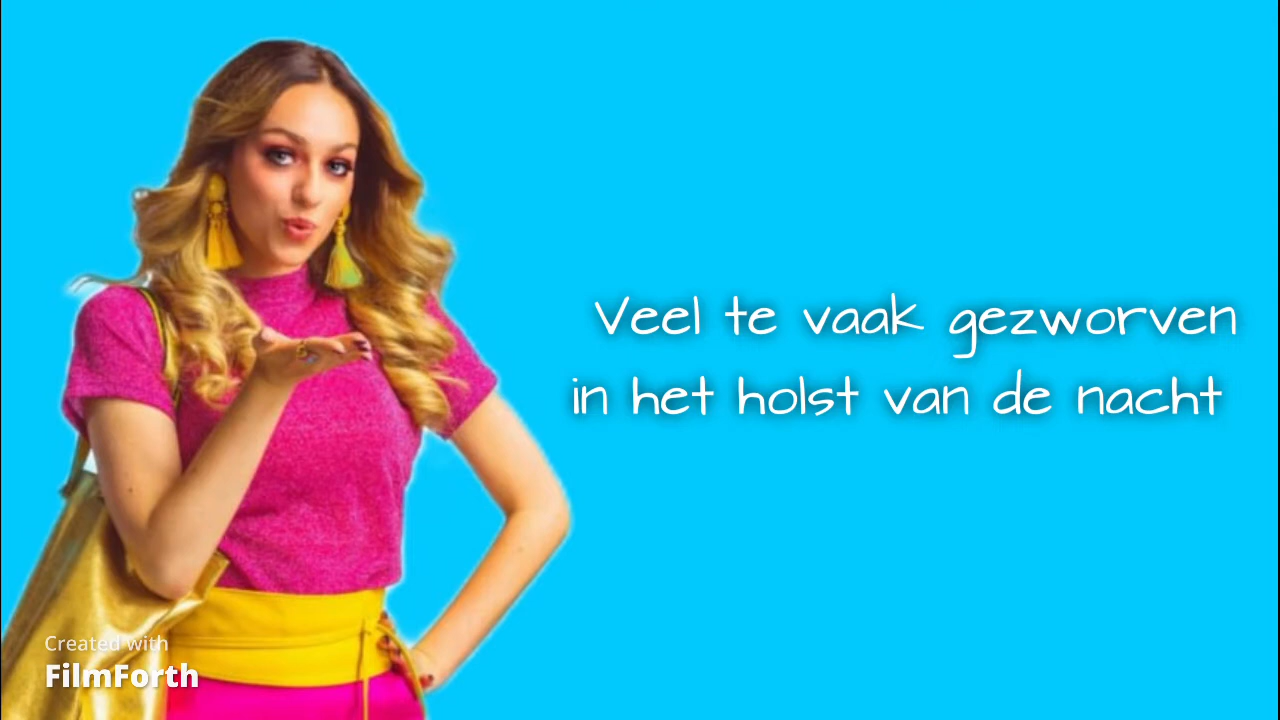 Veel te vaak gezworven
in het holst van de nacht
Created with
FilmForth